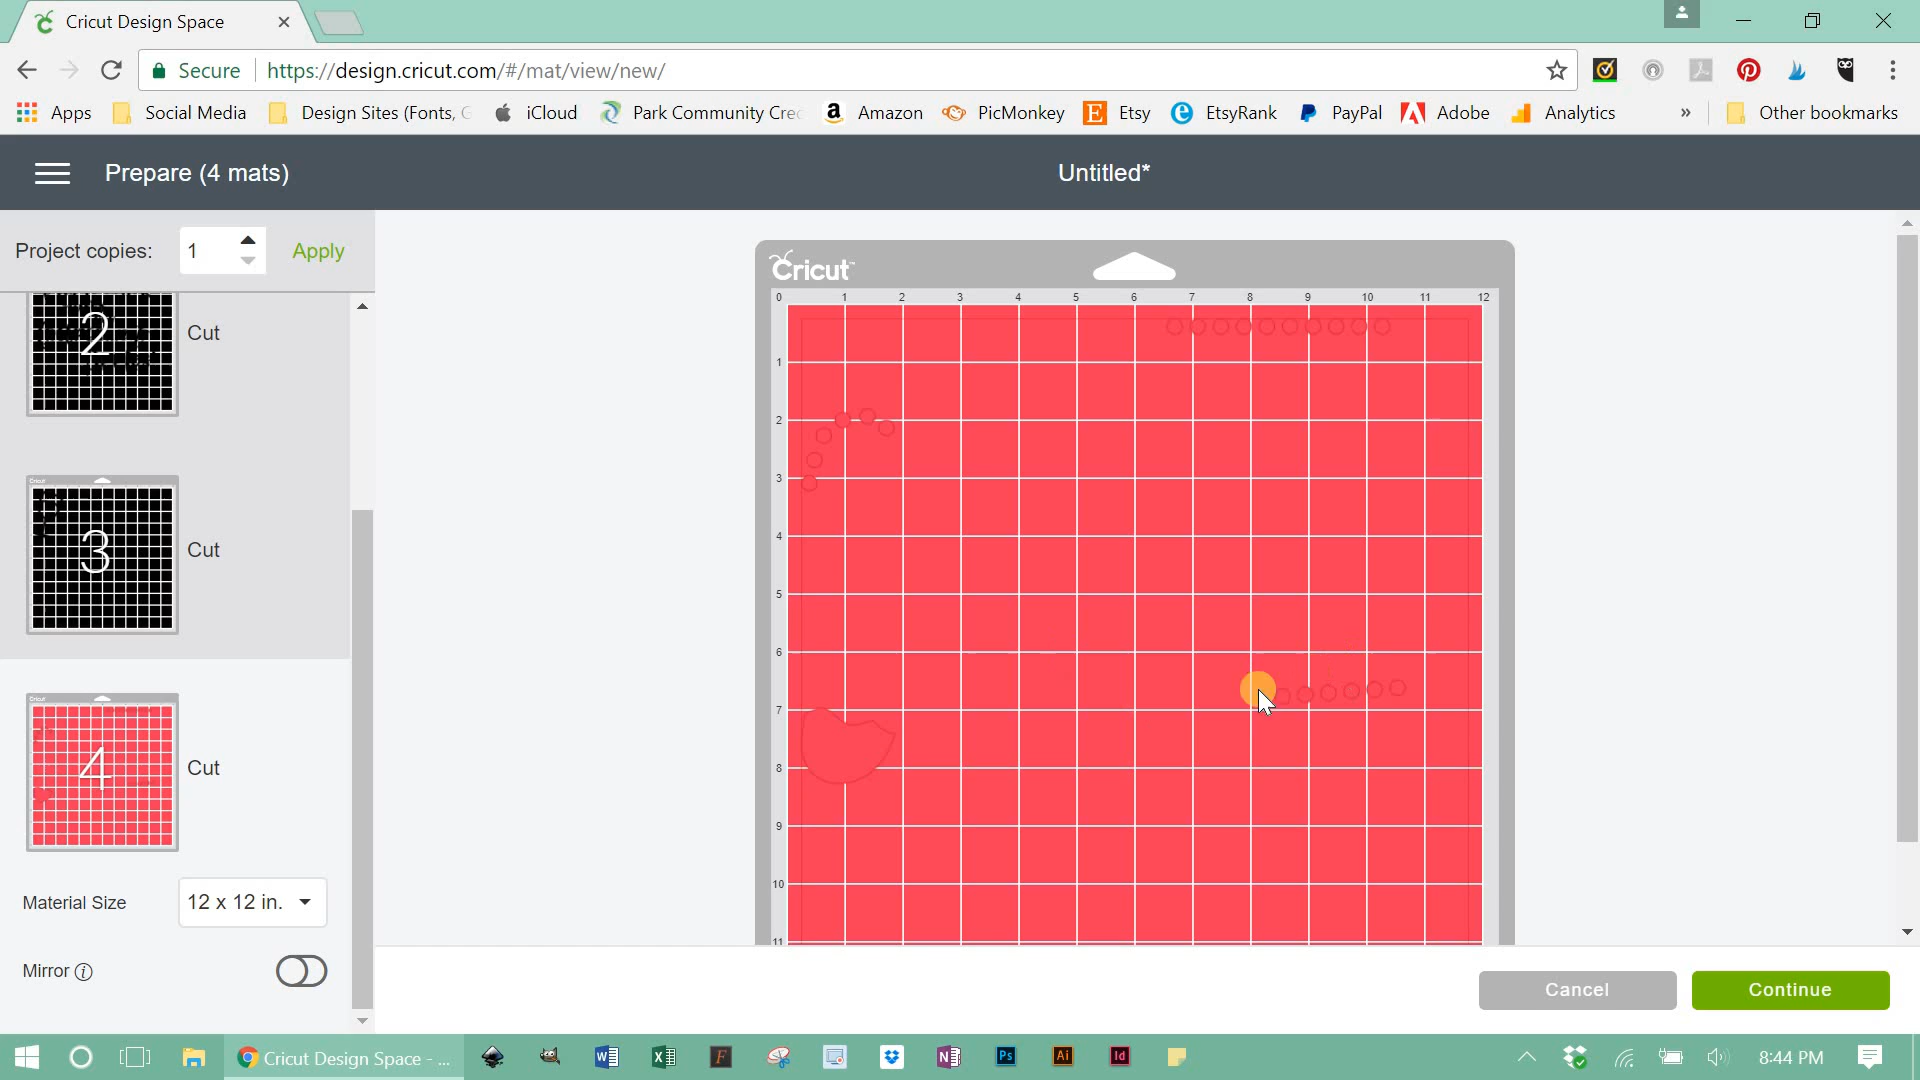 Cricut Design Space
Secure https://design.cricut.com/#/mat/view/new/
Apps Social Media Design Sites (Fonts, G iCloud Park Community Cre Amazon PicMonkey Etsy EtsyRank PayPal Adobe Analytics » Other bookmarks
Prepare (4 mats) Untitled*
Project copies: 1 Apply
2 Cut
3 Cut
4 Cut
Material Size 12 x 12 in.
Mirror
Cricut
0 1 2 3 4 5 6 7 8 9 10 11 12
1
2
3
4
5
6
7
8
9
10
11
Cancel Continue
Cricut Design Space - ... 8:44 PM